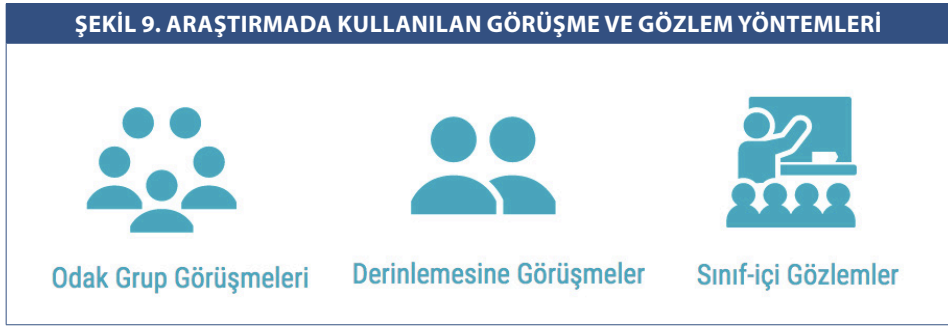 ŞEKİL 9. ARAŞTIRMADA KULLANILAN GÖRÜŞME VE GÖZLEM YÖNTEMLERİ
Odak Grup Görüşmeleri
Derinlemesine Görüşmeler
Sınıf-içi Gözlemler